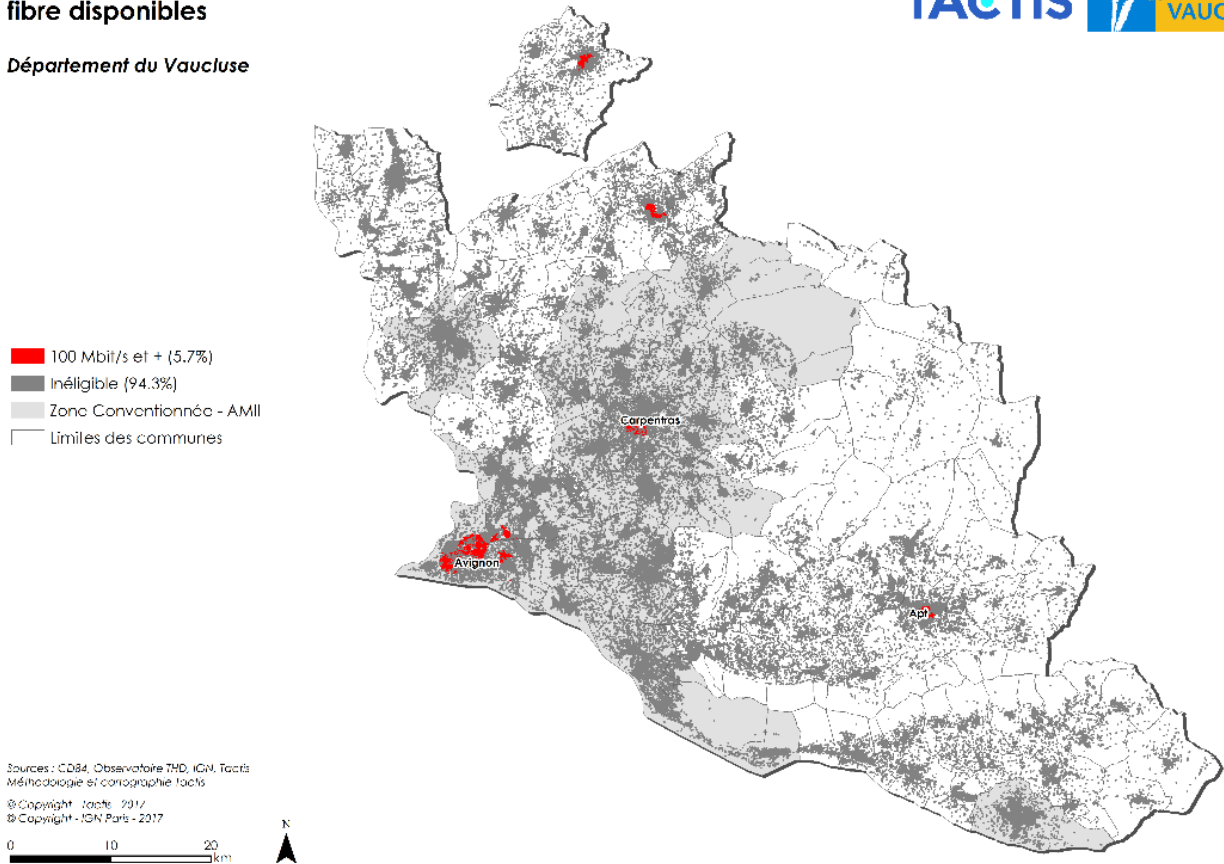 fibre disponibles
TACTIS
VAUC
Département du Vaucluse
100 Mbit/s et + (5.7%)
Inéligible (94.3%)
Zone Conventionnée - AMII
Limites des communes
Carpentras
Avignon
Apt
Sources : CD84, Observatoire THD, IGN, Tactis
Méthodologie et cartographie Tactis
© Copyright - Tactis - 2017
© Copyright - IGN Paris - 2017
N
0 10 20
km